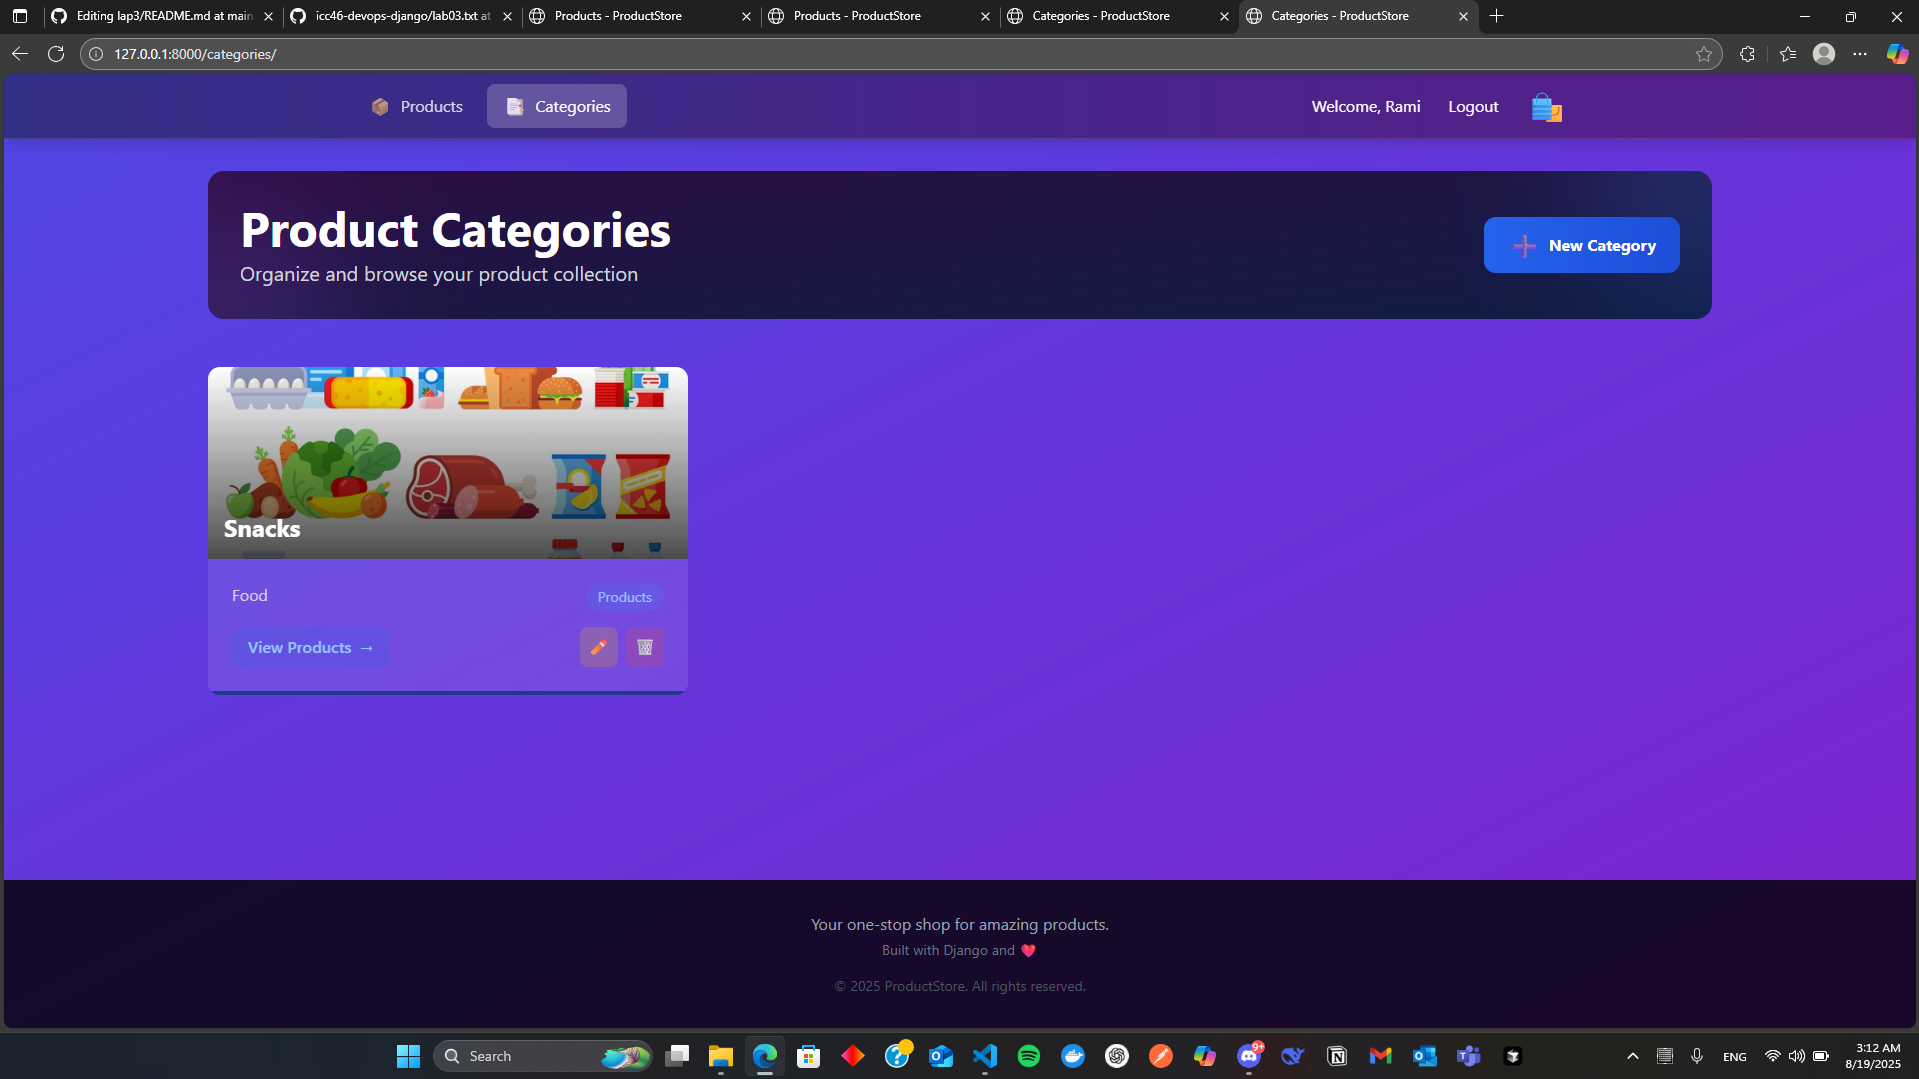 Editing lap3/README.md at main
icc46-devops-django/lab03.txt at
Products - ProductStore
Products - ProductStore
Categories - ProductStore
Categories - ProductStore
127.0.0.1:8000/categories/
Products
Categories
Welcome, Rami
Logout
Product Categories
Organize and browse your product collection
New Category
Snacks
Food
Products
View Products →
Your one-stop shop for amazing products.
Built with Django and ❤
© 2025 ProductStore. All rights reserved.
Search
9+
ENG
3:12 AM
8/19/2025